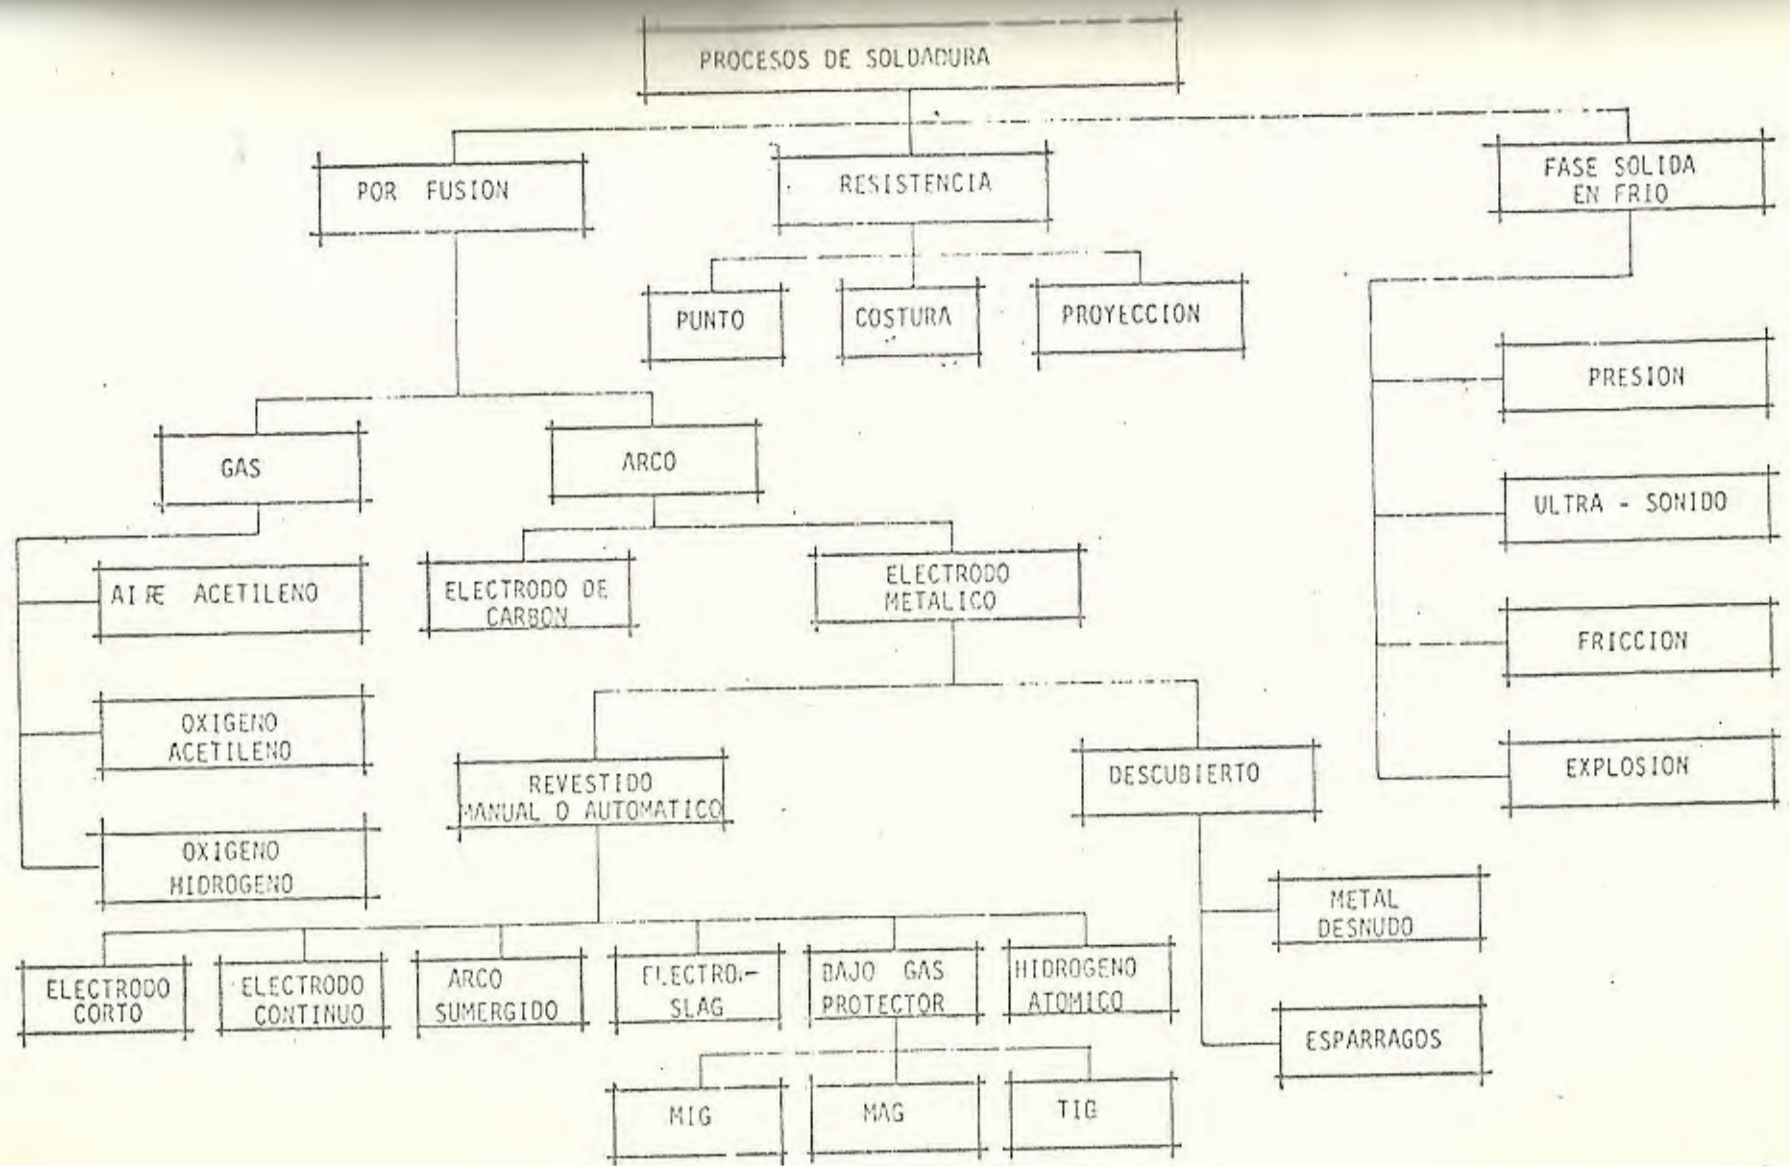 PROCESOS DE SOLDADURA
POR FUSION
RESISTENCIA
FASE SOLIDA
EN FRIO
PUNTO
COSTURA
PROYECCION
PRESION
GAS
ARCO
ULTRA - SONIDO
AIRE ACETILENO
ELECTRODO DE
CARBON
ELECTRODO
METALICO
FRICCION
OXIGENO
ACETILENO
REVESTIDO
MANUAL O AUTOMATICO
DESCUBIERTO
EXPLOSION
OXIGENO
HIDROGENO
METAL
DESNUDO
ELECTRODO
CORTO
ELECTRODO
CONTINUO
ARCO
SUMERGIDO
ELECTRO-
SLAG
BAJO GAS
PROTECTOR
HIDROGENO
ATOMICO
ESPARRAGOS
MIG
MAG
TIG